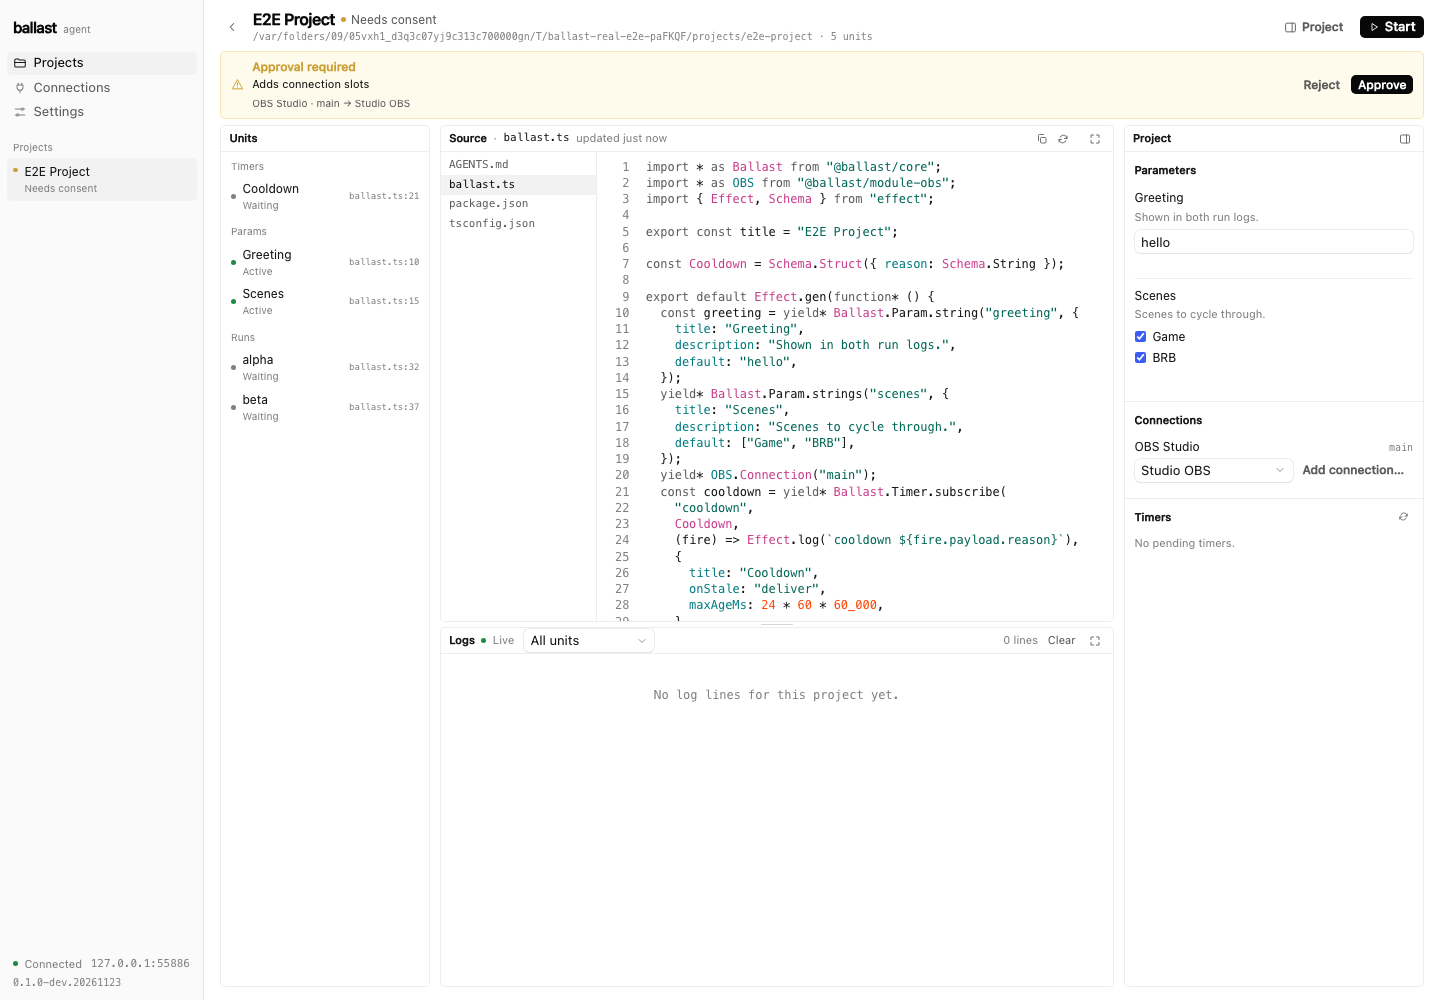 ballast agent
Projects
Connections
Settings
Projects
E2E Project
Needs consent
Connected 127.0.0.1:55886
0.1.0-dev.20261123
E2E Project Needs consent
/var/folders/09/05vxh1_d3q3c07yj9c313c700000gn/T/ballast-real-e2e-paFKQF/projects/e2e-project · 5 units
Project
Start
Approval required
Adds connection slots
OBS Studio · main → Studio OBS
Reject
Approve
Units
Timers
Cooldown
Waiting
ballast.ts:21
Params
Greeting
Active
ballast.ts:10
Scenes
Active
ballast.ts:15
Runs
alpha
Waiting
ballast.ts:32
beta
Waiting
ballast.ts:37
Source · ballast.ts updated just now
AGENTS.md
ballast.ts
package.json
tsconfig.json
1 import * as Ballast from "@ballast/core";
2 import * as OBS from "@ballast/module-obs";
3 import { Effect, Schema } from "effect";
4
5 export const title = "E2E Project";
6
7 const Cooldown = Schema.Struct({ reason: Schema.String });
8
9 export default Effect.gen(function* () {
10 const greeting = yield* Ballast.Param.string("greeting", {
11 title: "Greeting",
12 description: "Shown in both run logs.",
13 default: "hello",
14 });
15 yield* Ballast.Param.strings("scenes", {
16 title: "Scenes",
17 description: "Scenes to cycle through.",
18 default: ["Game", "BRB"],
19 });
20 yield* OBS.Connection("main");
21 const cooldown = yield* Ballast.Timer.subscribe(
22 "cooldown",
23 Cooldown,
24 (fire) => Effect.log(`cooldown ${fire.payload.reason}`),
25 {
26 title: "Cooldown",
27 onStale: "deliver",
28 maxAgeMs: 24 * 60 * 60_000,
29 }
Logs Live All units
0 lines Clear
No log lines for this project yet.
Project
Parameters
Greeting
Shown in both run logs.
hello
Scenes
Scenes to cycle through.
Game
BRB
Connections
OBS Studio main
Studio OBS Add connection...
Timers
No pending timers.